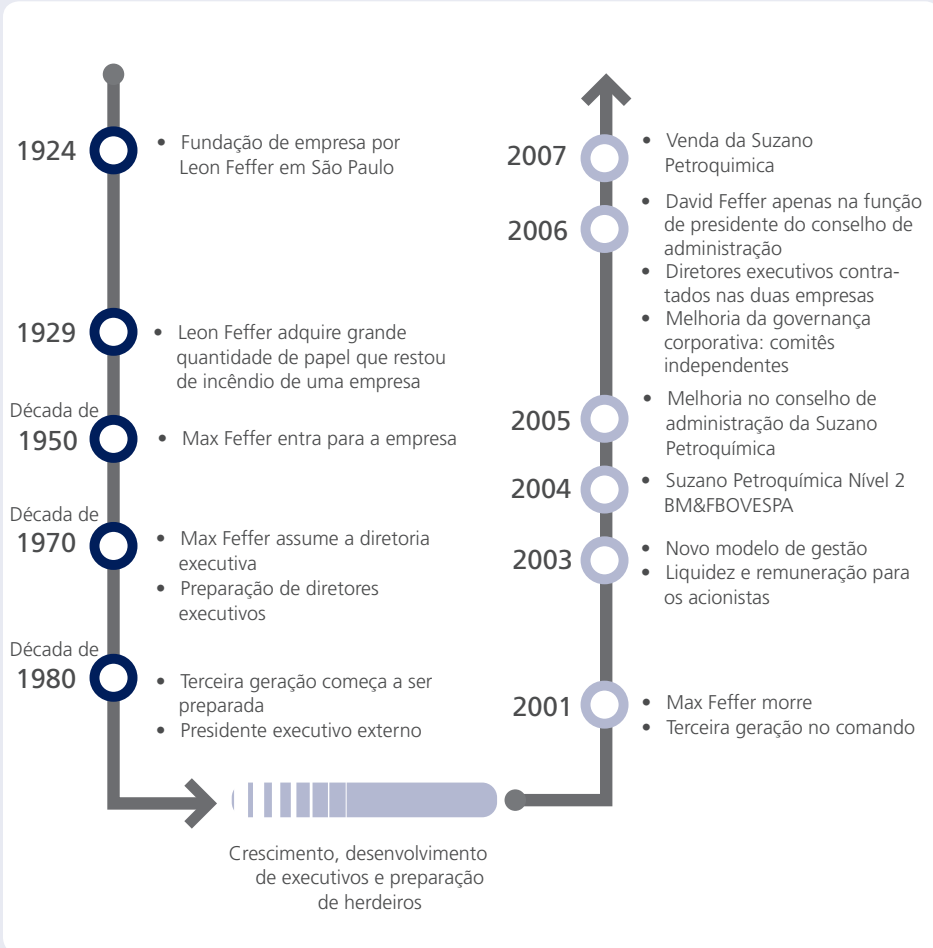 1924
• Fundação de empresa por
Leon Feffer em São Paulo
1929
• Leon Feffer adquire grande
quantidade de papel que restou
de incêndio de uma empresa
Década de
1950
• Max Feffer entra para a empresa
Década de
1970
• Max Feffer assume a diretoria
executiva
• Preparação de diretores
executivos
Década de
1980
• Terceira geração começa a ser
preparada
• Presidente executivo externo
Crescimento, desenvolvimento
de executivos e preparação
de herdeiros
2001
• Max Feffer morre
• Terceira geração no comando
2003
• Novo modelo de gestão
• Liquidez e remuneração para
os acionistas
2004
• Suzano Petroquímica Nível 2
BM&FBOVESPA
2005
• Melhoria no conselho de
administração da Suzano
Petroquímica
2006
• David Feffer apenas na função
de presidente do conselho de
administração
• Diretores executivos contra-
tados nas duas empresas
• Melhoria da governança
corporativa: comitês
independentes
2007
• Venda da Suzano
Petroquimica